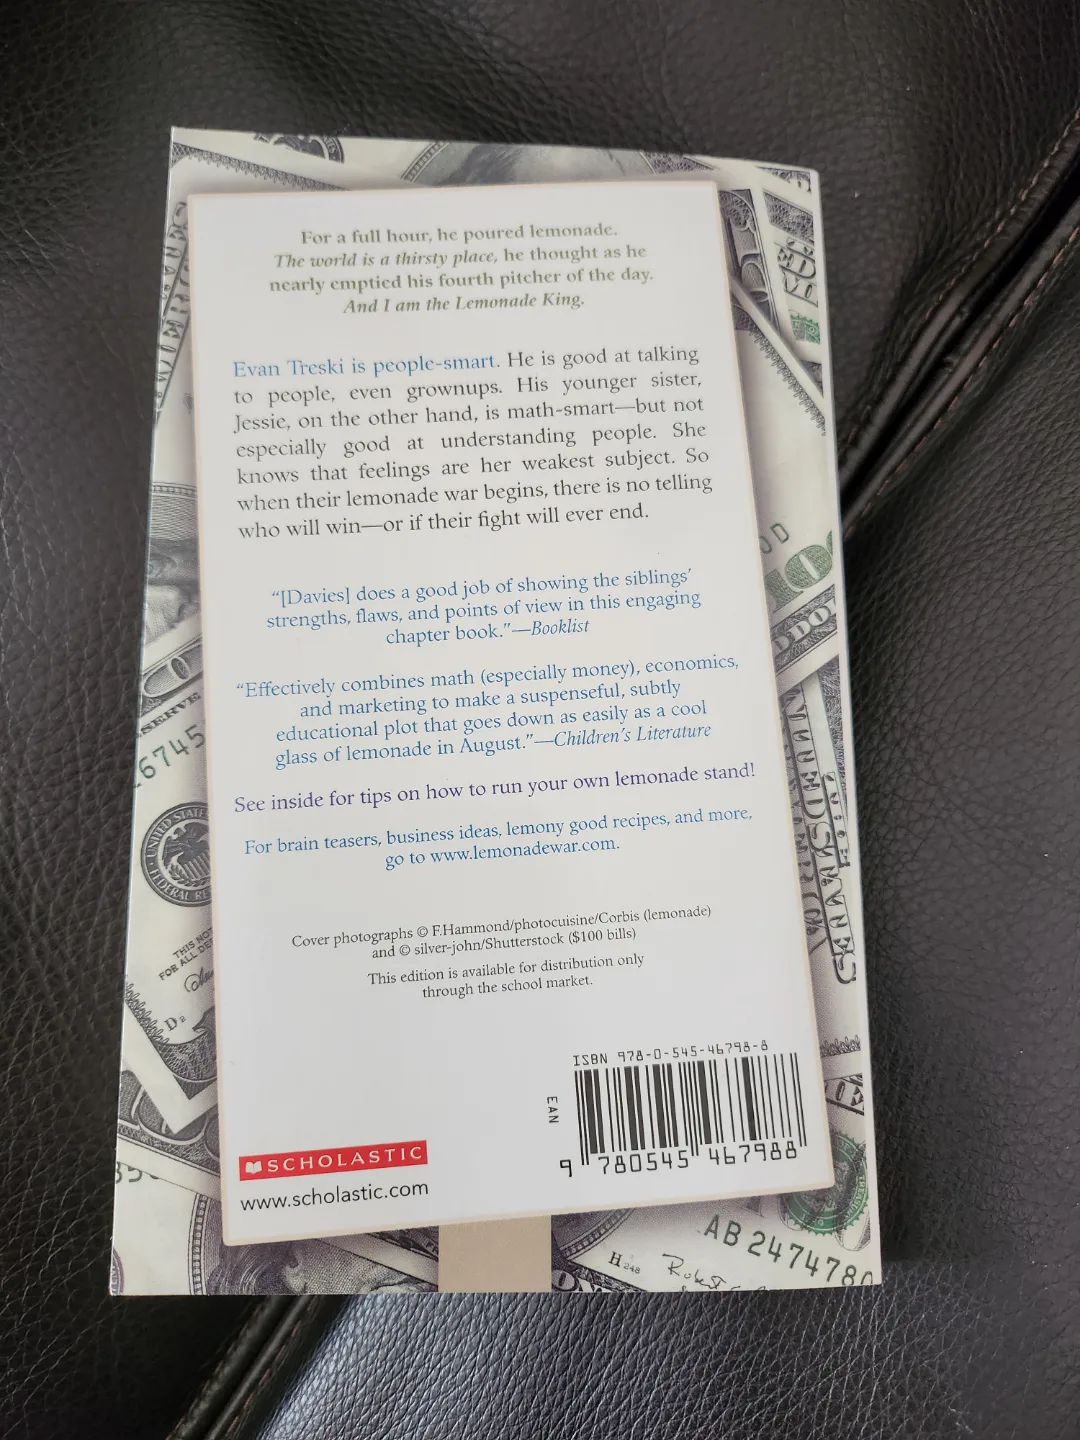 For a full hour, he poured lemonade.
The world is a thirsty place, he thought as he
nearly emptied his fourth pitcher of the day.
And I am the Lemonade King.
Evan Treski is people-smart. He is good at talking
to people, even grownups. His younger sister,
Jessie, on the other hand, is math-smart—but not
especially good at understanding people. She
knows that feelings are her weakest subject. So
when their lemonade war begins, there is no telling
who will win—or if their fight will ever end.
“[Davies] does a good job of showing the siblings’
strengths, flaws, and points of view in this engaging
chapter book.”—Booklist
“Effectively combines math (especially money), economics,
and marketing to make a suspenseful, subtly
educational plot that goes down as easily as a cool
glass of lemonade in August.”—Children’s Literature
See inside for tips on how to run your own lemonade stand!
For brain teasers, business ideas, lemony good recipes, and more,
go to www.lemonadewar.com.
Cover photographs © F.Hammond/photocuisine/Corbis (lemonade)
and © silver-john/Shutterstock ($100 bills)
This edition is available for distribution only
through the school market.
ISBN 978-0-545-46798-8
EAN
9 780545 467988
SCHOLASTIC
www.scholastic.com
6745
THIS NOT
FOR ALL DE
AB 2474780